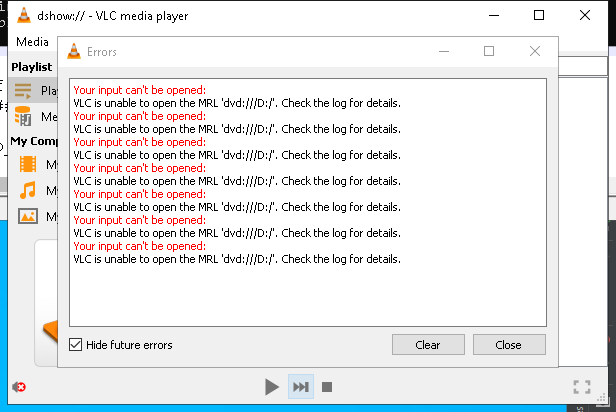 dshow:// - VLC media player
Media
Errors
Playlist
Your input can't be opened:
VLC is unable to open the MRL 'dvd:///D:/'. Check the log for details.
Your input can't be opened:
VLC is unable to open the MRL 'dvd:///D:/'. Check the log for details.
Your input can't be opened:
VLC is unable to open the MRL 'dvd:///D:/'. Check the log for details.
Your input can't be opened:
VLC is unable to open the MRL 'dvd:///D:/'. Check the log for details.
Your input can't be opened:
VLC is unable to open the MRL 'dvd:///D:/'. Check the log for details.
Your input can't be opened:
VLC is unable to open the MRL 'dvd:///D:/'. Check the log for details.
Your input can't be opened:
VLC is unable to open the MRL 'dvd:///D:/'. Check the log for details.
Play
Me
My Comp
My
My
My
Hide future errors
Clear
Close